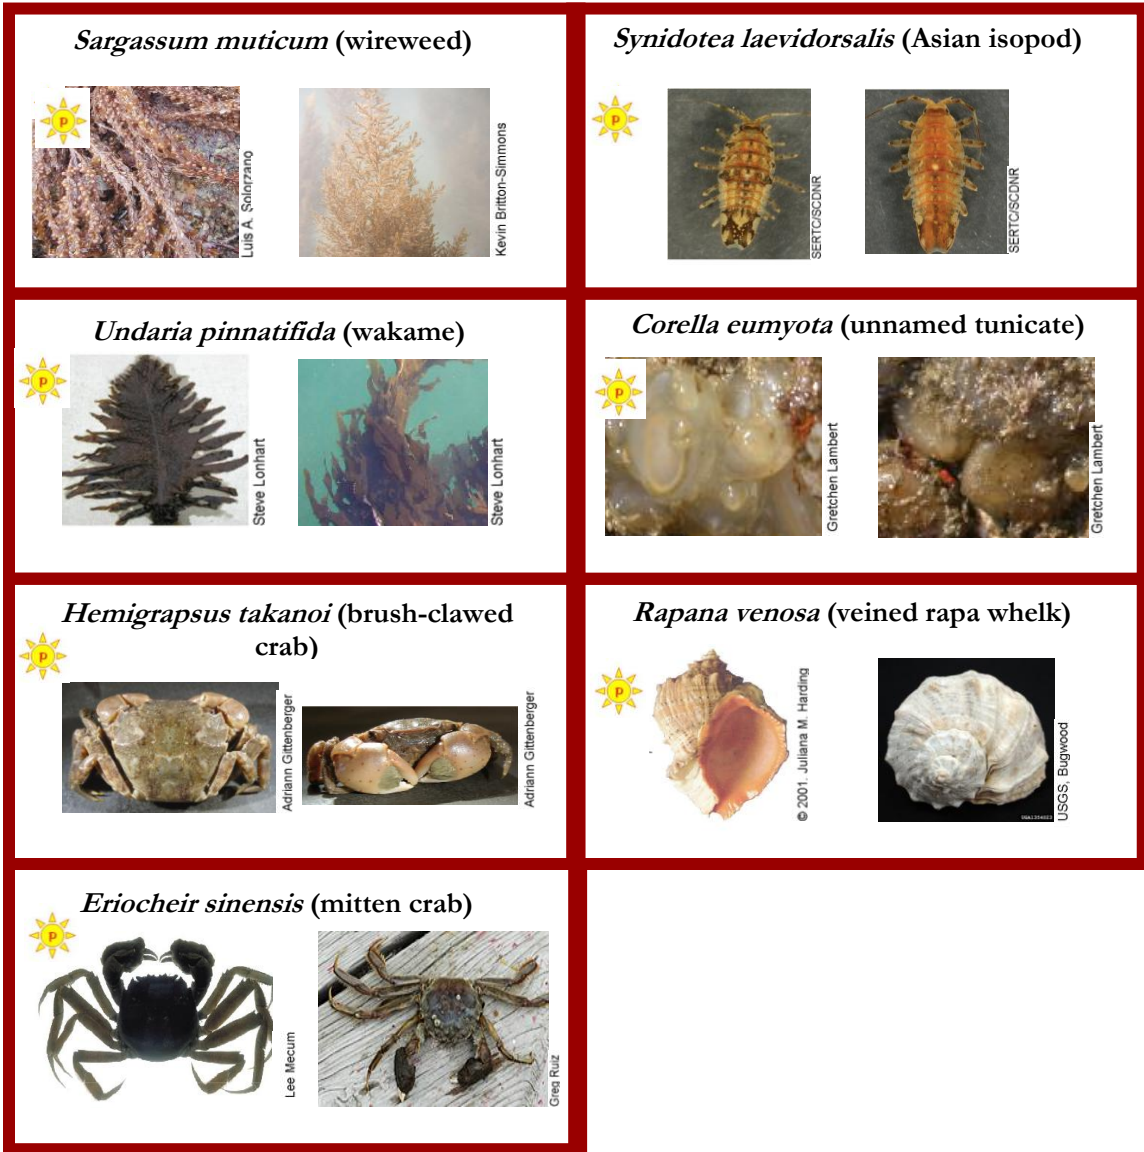 Sargassum muticum (wireweed)
p
Luis A. Solorzano
Kevin Britton-Simmons
Synidotea laevidorsalis (Asian isopod)
p
SERTC/SCDNR
SERTC/SCDNR
Undaria pinnatifida (wakame)
p
Steve Lonhart
Steve Lonhart
Corella eumyota (unnamed tunicate)
p
Gretchen Lambert
Gretchen Lambert
Hemigrapsus takanoi (brush-clawed
crab)
p
Adriann Gittenberger
Adriann Gittenberger
Rapana venosa (veined rapa whelk)
p
© 2001. Juliana M. Harding
USGS, Bugwood
Eriocheir sinensis (mitten crab)
p
Lee Mecum
Greg Ruiz